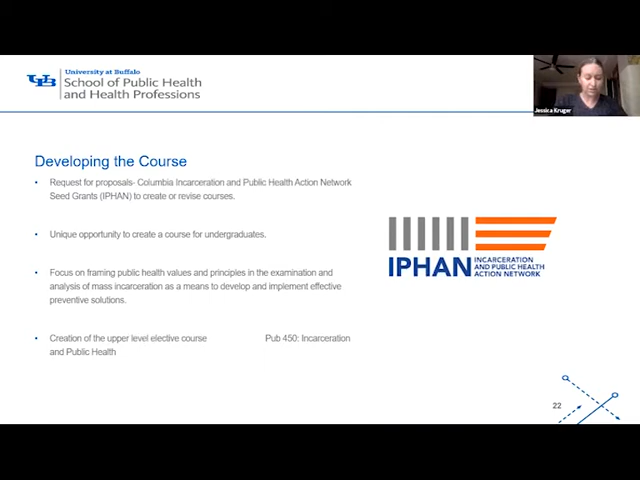 University at Buffalo
School of Public Health
and Health Professions
UB
Jessica Kruger
Developing the Course
• Request for proposals- Columbia Incarceration and Public Health Action Network
Seed Grants (IPHAN) to create or revise courses.
• Unique opportunity to create a course for undergraduates.
• Focus on framing public health values and principles in the examination and
analysis of mass incarceration as a means to develop and implement effective
preventive solutions.
• Creation of the upper level elective course Pub 450: Incarceration
and Public Health
IPHAN
INCARCERATION
AND PUBLIC HEALTH
ACTION NETWORK
22